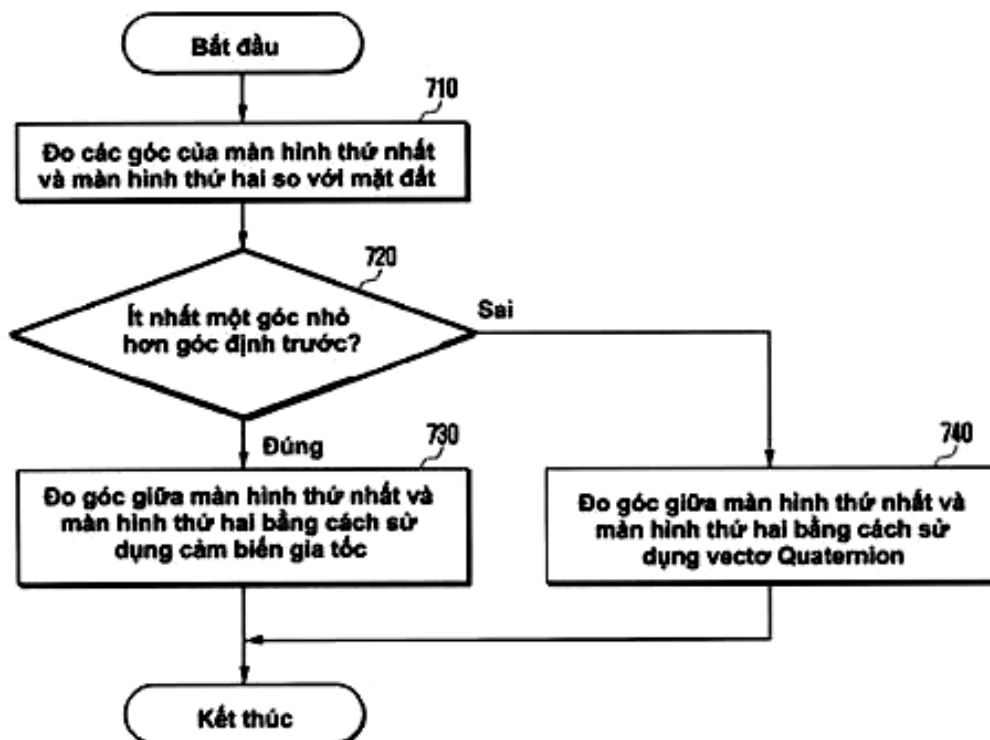 Bắt đầu
710
Đo các góc của màn hình thứ nhất
và màn hình thứ hai so với mặt đất
720
Ít nhất một góc nhỏ
hơn góc định trước?
Sai
Đúng
730
Đo góc giữa màn hình thứ nhất và
màn hình thứ hai bằng cách sử
dụng cảm biến gia tốc
740
Đo góc giữa màn hình thứ nhất và
màn hình thứ hai bằng cách sử
dụng vectơ Quaternion
Kết thúc